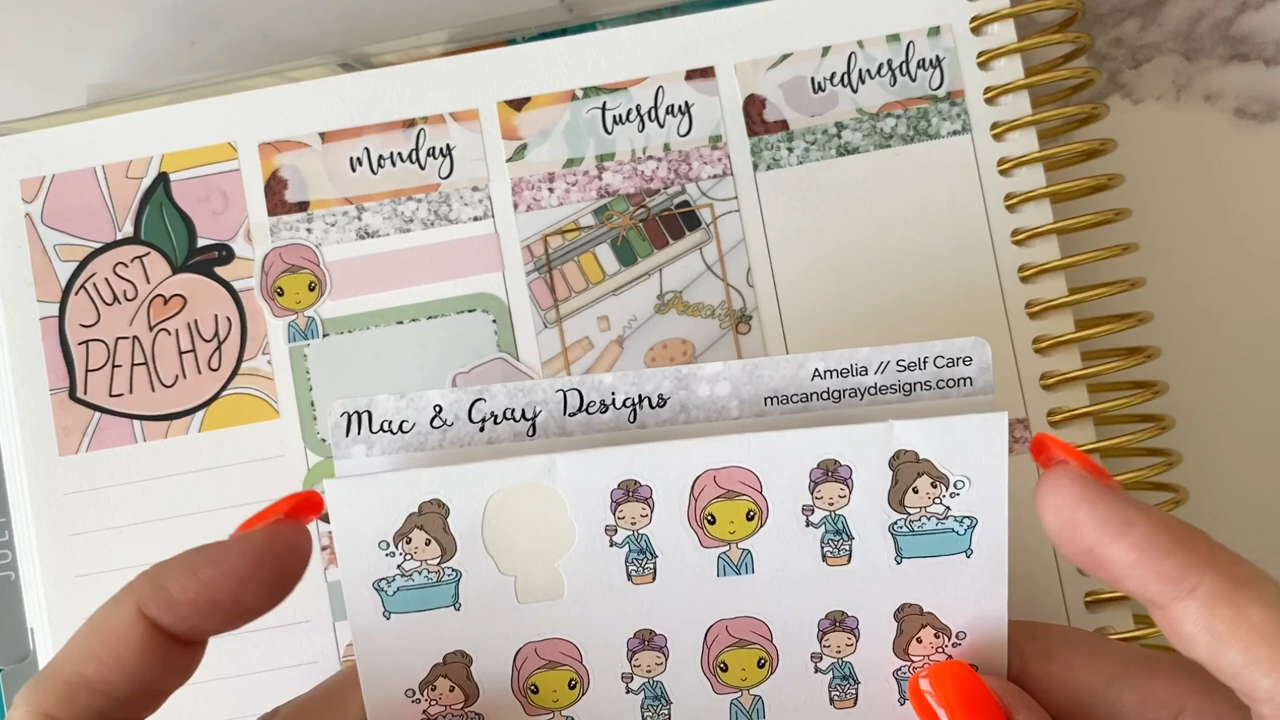 monday
tuesday
wednesday
JUST
PEACHY
Peachy
Mac & Gray Designs
Amelia // Self Care
macandgraydesigns.com
JULY